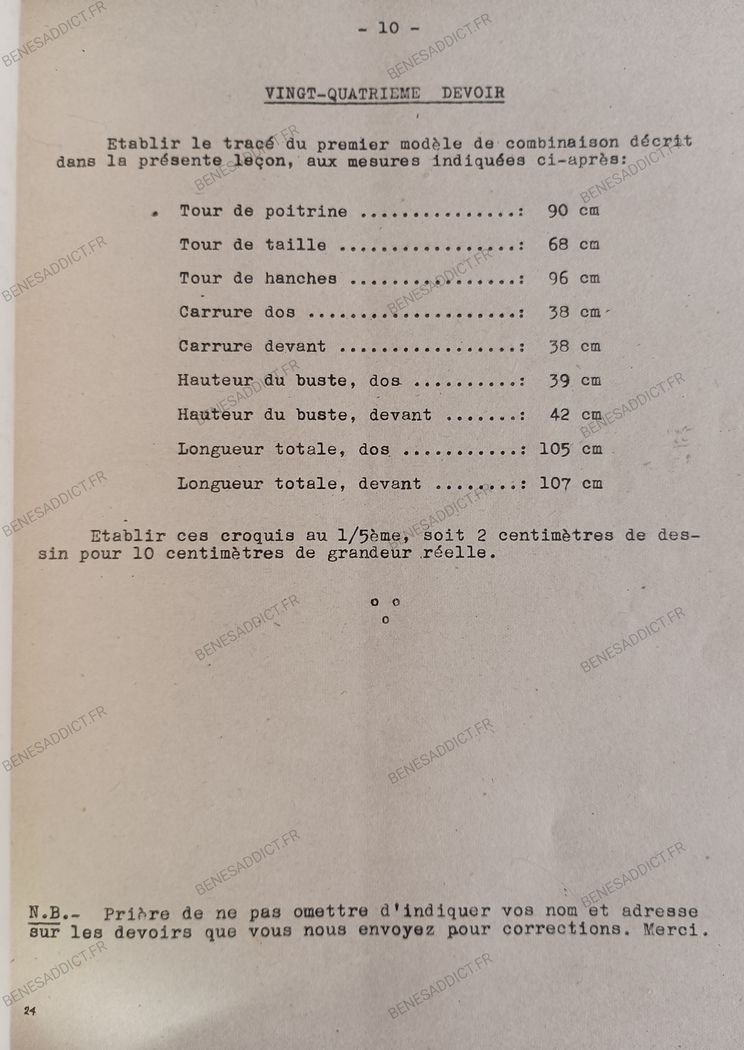 - 10 -
VINGT-QUATRIEME DEVOIR
Etablir le tracé du premier modèle de combinaison décrit
dans la présente leçon, aux mesures indiquées ci-après:
Tour de poitrine ...............: 90 cm
Tour de taille .................: 68 cm
Tour de hanches ................: 96 cm
Carrure dos ....................: 38 cm
Carrure devant .................: 38 cm
Hauteur du buste, dos ..........: 39 cm
Hauteur du buste, devant .......: 42 cm
Longueur totale, dos ...........: 105 cm
Longueur totale, devant ........: 107 cm
Etablir ces croquis au 1/5ème, soit 2 centimètres de des-
sin pour 10 centimètres de grandeur réelle.
o o
o
N.B.- Prière de ne pas omettre d'indiquer vos nom et adresse
sur les devoirs que vous nous envoyez pour corrections. Merci.
24
BENESADDICT.FR